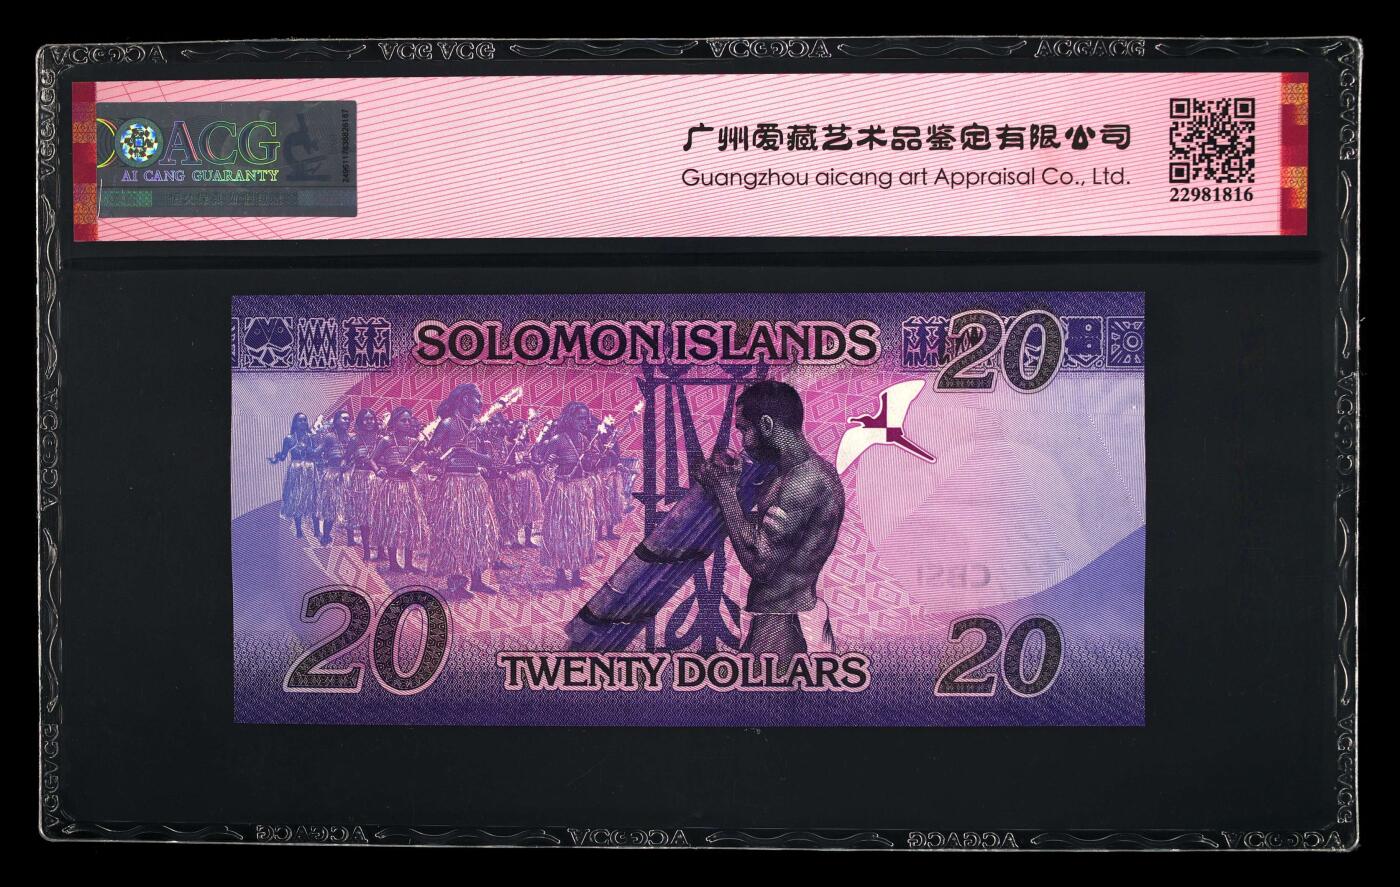 ACG
AI CANG GUARANTY
广州爱藏艺术品鉴定有限公司
Guangzhou aicang art Appraisal Co., Ltd.
22981816
SOLOMON ISLANDS
20
20
TWENTY DOLLARS
20